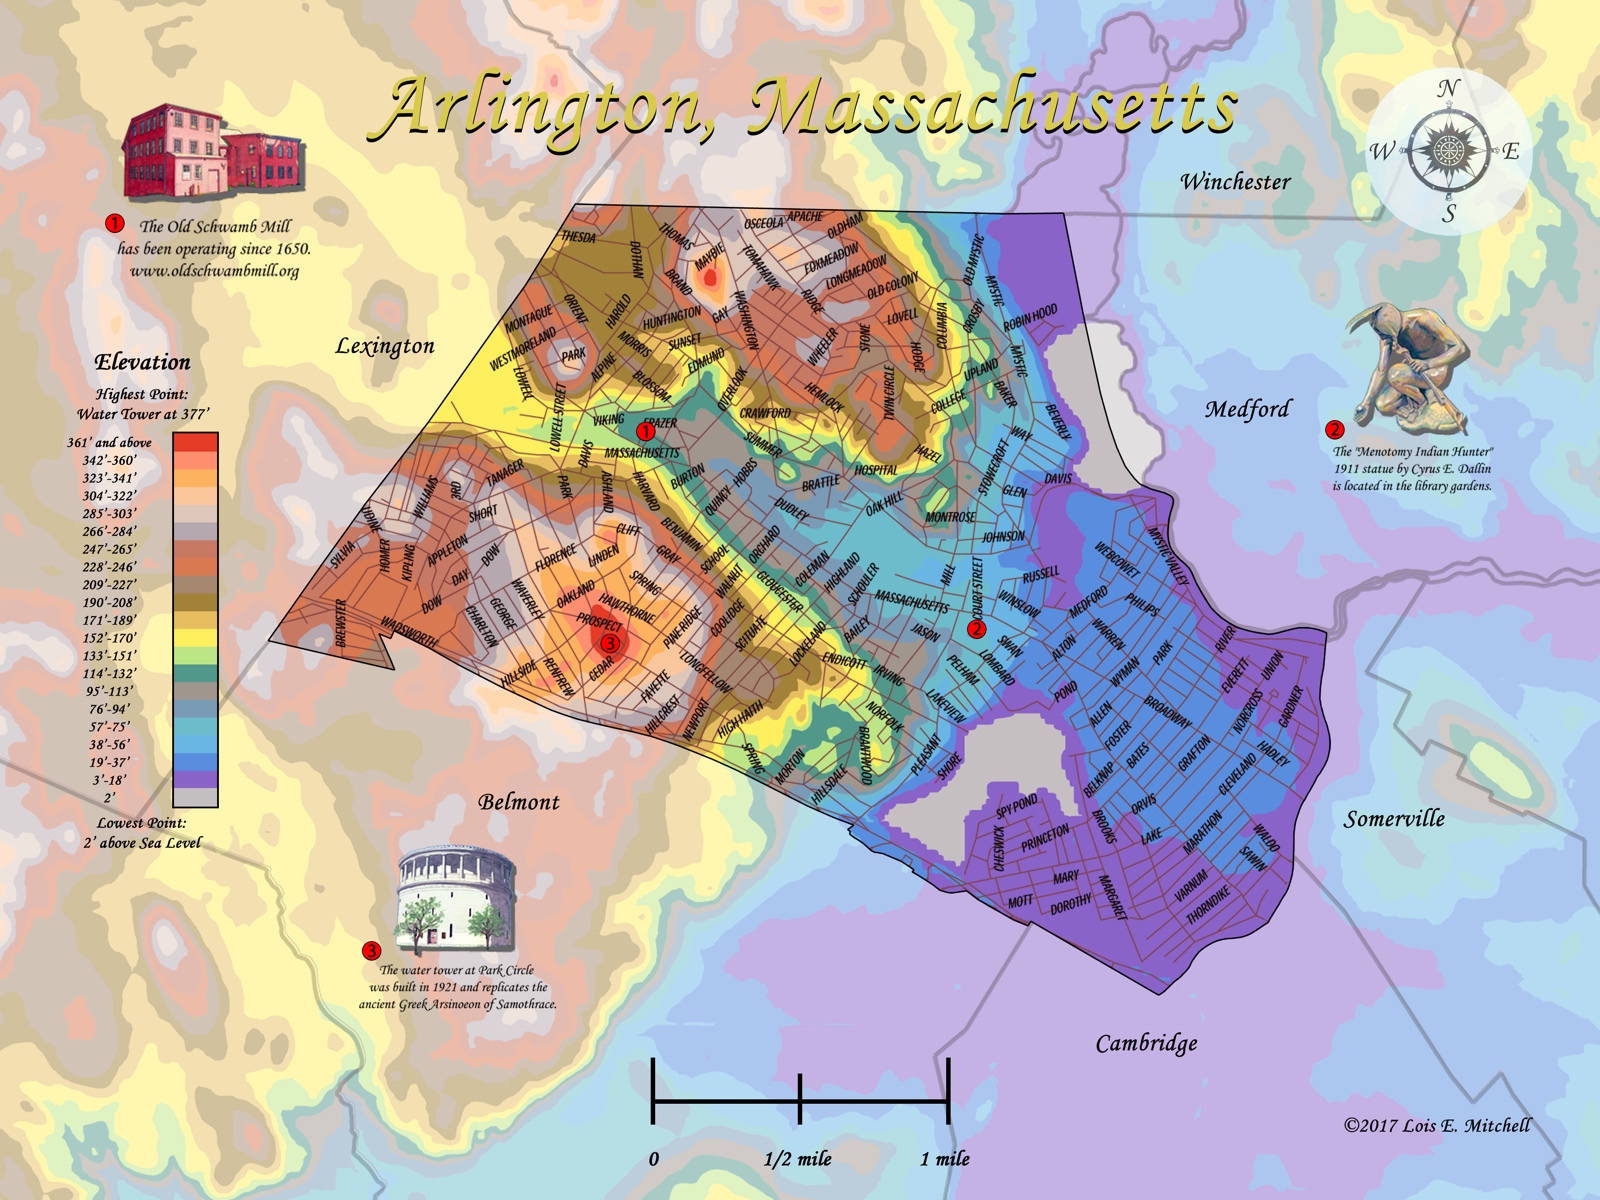 Arlington, Massachusetts
N
W E
S
Winchester
1
The Old Schwamb Mill
has been operating since 1650.
www.oldschwambmill.org
Lexington
Medford
2
The "Menotomy Indian Hunter"
1911 statue by Cyrus E. Dallin
is located in the library gardens.
Elevation
Highest Point:
Water Tower at 377'
361' and above
342'-360'
323'-341'
304'-322'
285'-303'
266'-284'
247'-265'
228'-246'
209'-227'
190'-208'
171'-189'
152'-170'
133'-151'
114'-132'
95'-113'
76'-94'
57'-75'
38'-56'
19'-37'
3'-18'
2'
Lowest Point:
2' above Sea Level
THESDA
DOTHAN
THOMAS
MAYBIE
BRAND
OSCEOLA
APACHE
OLDHAM
TOMAHAWK
FOXMEADOW
LONGMEADOW
OLD COLONY
OLD MYSTIC
MYSTIC
CROSBY
ROBIN HOOD
COLUMBIA
LOVELL
RIDGE
STONE
WHEELER
HODGE
WASHINGTON
GAY
HUNTINGTON
HAROLD
ORIENT
MONTAGUE
WESTMORELAND
PARK
MORRIS
SUNSET
EDMUND
ALPINE
BLOSSOM
LOWELL
LOWELL STREET
OVERLOOK
HEMLOCK
TWIN CIRCLE
UPLAND
MYSTIC
BAKER
COLLEGE
BEVERLY
VIKING
FRAZER
1
CRAWFORD
SUMMER
HAZEL
WAY
STONECROFT
DAVIS
MASSACHUSETTS
TANAGER
PARK
ASHLAND
HARVARD
BURTON
HOBBS
QUINCY
BRATTLE
HOSPITAL
OAK HILL
GLEN
DAVIS
MONTROSE
JOHNSON
DUDLEY
WILLIAMS
3RD
UDINE
SHORT
SYLVIA
HOMER
KIPLING
APPLETON
DOW
DAY
CLIFF
FLORENCE
LINDEN
BENJAMIN
GRAY
SCHOOL
ORCHARD
COLEMAN
HIGHLAND
SCHOULER
MILL
COURT STREET
RUSSELL
WINSLOW
MYSTIC VALLEY
WEBCOWET
MEDFORD
PHILIPS
WALNUT
GLOUCESTER
SPRING
OAKLAND
HAWTHORNE
PROSPECT
3
WAVERLEY
GEORGE
CHARLTON
DOW
BREWSTER
WADSWORTH
PINE RIDGE
COOLIDGE
SCITUATE
LOCKELAND
BAILEY
MASSACHUSETTS
JASON
2
SWAN
LOMBARD
PELHAM
ALTON
WARREN
WYMAN
PARK
RIVER
EVERETT
UNION
HILLSIDE
RENFREW
CEDAR
FAYETTE
LONGFELLOW
ENDICOTT
IRVING
LAKEVIEW
POND
ALLEN
BROADWAY
NORCROSS
GARDNER
HILLCREST
NEWPORT
HIGH HAITH
NORFOLK
FOSTER
BATES
GRAFTON
HADLEY
CLEVELAND
SPRING
MORTON
HILLSDALE
BRANTWOOD
PLEASANT
SHORE
BELKNAP
SPY POND
ORVIS
BROOKS
LAKE
MARATHON
WALDO
SAWIN
CHESWICK
PRINCETON
MARY
MARGARET
MOTT
DOROTHY
VARNUM
THORNDIKE
Belmont
Somerville
3
The water tower at Park Circle
was built in 1921 and replicates the
ancient Greek Arsinoeon of Samothrace.
Cambridge
0 1/2 mile 1 mile
©2017 Lois E. Mitchell